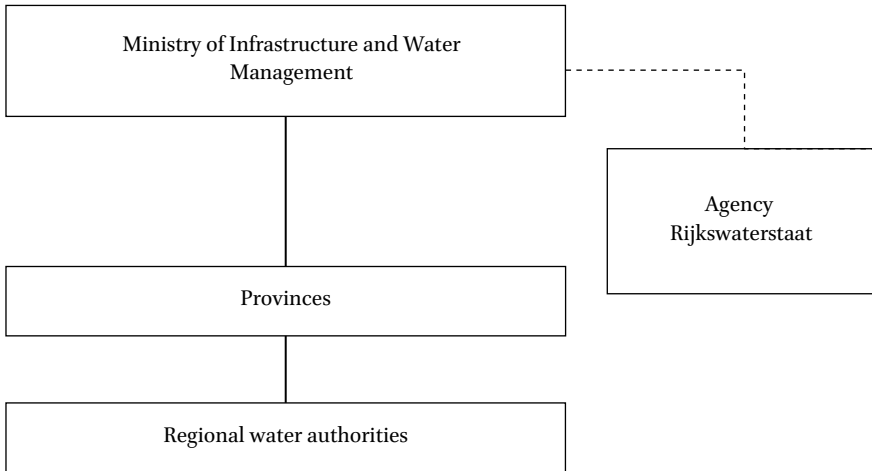 Ministry of Infrastructure and Water
Management
Agency
Rijkswaterstaat
Provinces
Regional water authorities